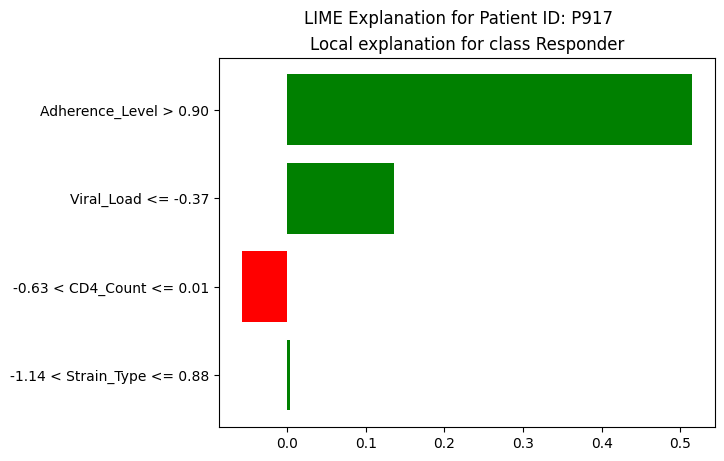 LIME Explanation for Patient ID: P917
Local explanation for class Responder
Adherence_Level > 0.90
Viral_Load <= -0.37
-0.63 < CD4_Count <= 0.01
-1.14 < Strain_Type <= 0.88
0.0 0.1 0.2 0.3 0.4 0.5